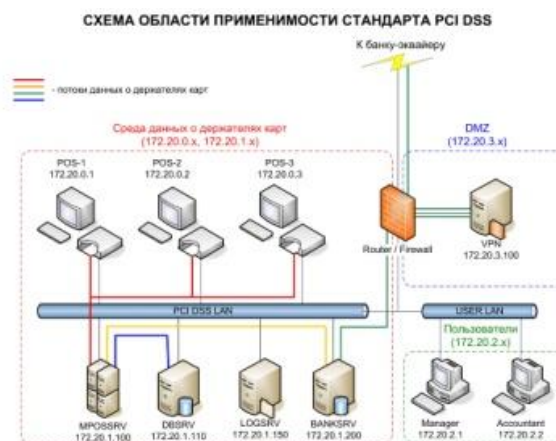 СХЕМА ОБЛАСТИ ПРИМЕНИМОСТИ СТАНДАРТА PCI DSS
К банку-эквайеру
- потоки данных о держателях карт
Среда данных о держателях карт
(172.20.0.x, 172.20.1.x)
DMZ
(172.20.3.x)
POS-1
172.20.0.1
POS-2
172.20.0.2
POS-3
172.20.0.3
Router / Firewall
VPN
172.20.3.100
PCI DSS LAN
USER LAN
Пользователи
(172.20.2.x)
MPOSSRV
172.20.1.100
DBSRV
172.20.1.110
LOGSRV
172.20.1.150
BANKSRV
172.20.1.200
Manager
172.20.2.1
Accountant
172.20.2.2